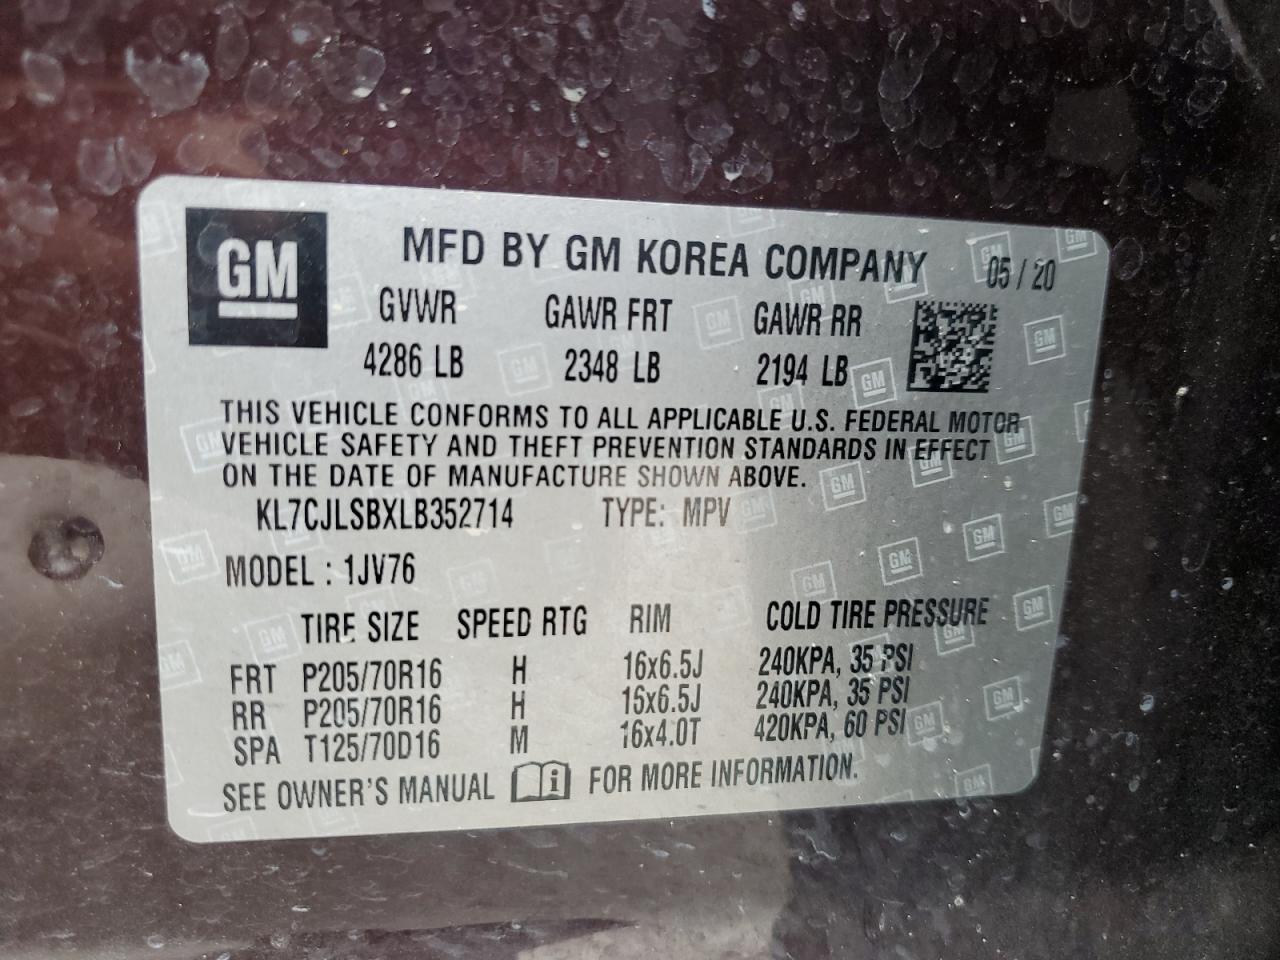 GM
MFD BY GM KOREA COMPANY 05 / 20
GVWR GAWR FRT GAWR RR
4286 LB 2348 LB 2194 LB
THIS VEHICLE CONFORMS TO ALL APPLICABLE U.S. FEDERAL MOTOR
VEHICLE SAFETY AND THEFT PREVENTION STANDARDS IN EFFECT
ON THE DATE OF MANUFACTURE SHOWN ABOVE.
KL7CJLSBXLB352714 TYPE: MPV
MODEL : 1JV76
TIRE SIZE SPEED RTG RIM COLD TIRE PRESSURE
FRT P205/70R16 H 16x6.5J 240KPA, 35 PSI
RR P205/70R16 H 16x6.5J 240KPA, 35 PSI
SPA T125/70D16 M 16x4.0T 420KPA, 60 PSI
SEE OWNER'S MANUAL i FOR MORE INFORMATION.